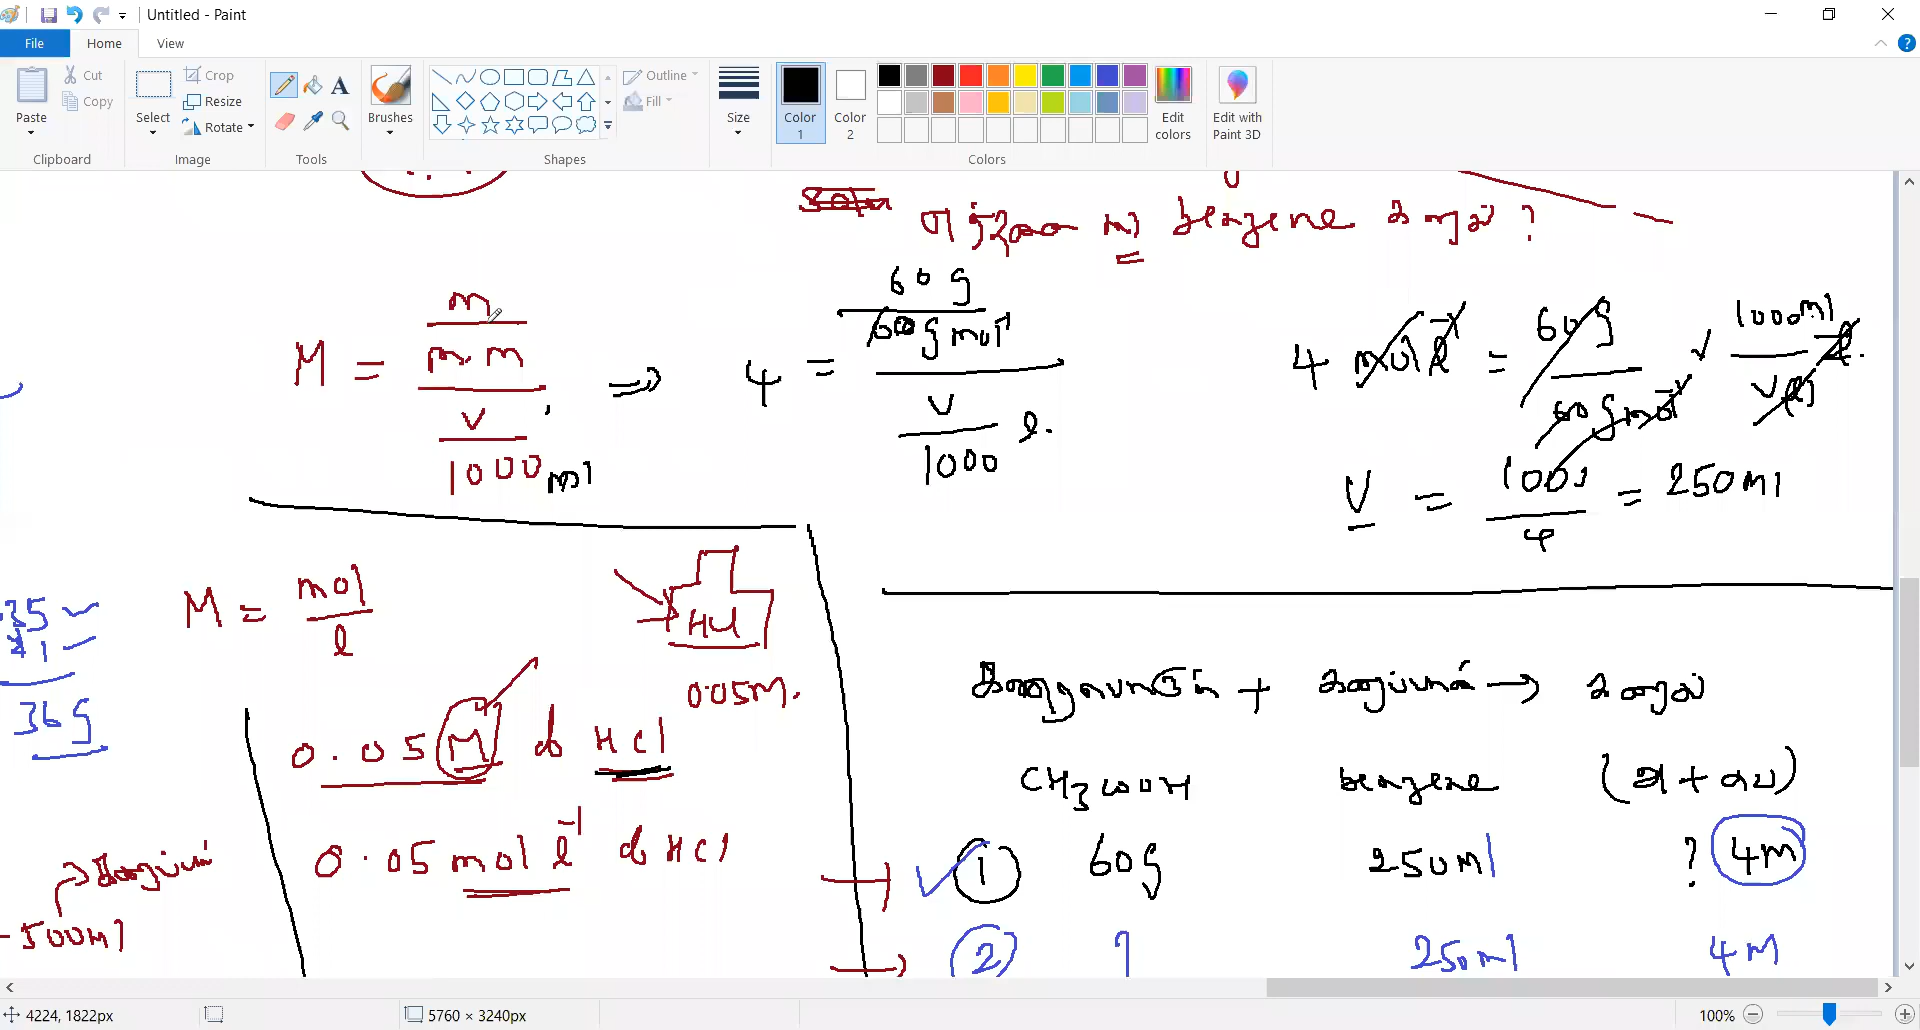 Untitled - Paint
File Home View
Paste Cut Copy Clipboard
Select Crop Resize Rotate Image
Tools
Brushes
Outline Fill Shapes
Size
Color 1 Color 2 Edit colors Edit with Paint 3D Colors
ml benzene ?
M = m / m.m / v / 1000 ml
⇒ 4 = 60 g / 60 g mol⁻¹ / v / 1000 l.
4 mol l⁻¹ = 60 g / 60 g mol⁻¹ × 1000 ml l / v (l)
V = 1000 / 4 = 250 ml
M = mol / l
HCl
0.05M.
35
1
36 g
0.05 M of HCl
0.05 mol l⁻¹ of HCl
500 ml
+ →
CH3COOH benzene
1 60 g 250 ml ? 4M
2 ? 250 ml 4M
4224, 1822px 5760 × 3240px 100%